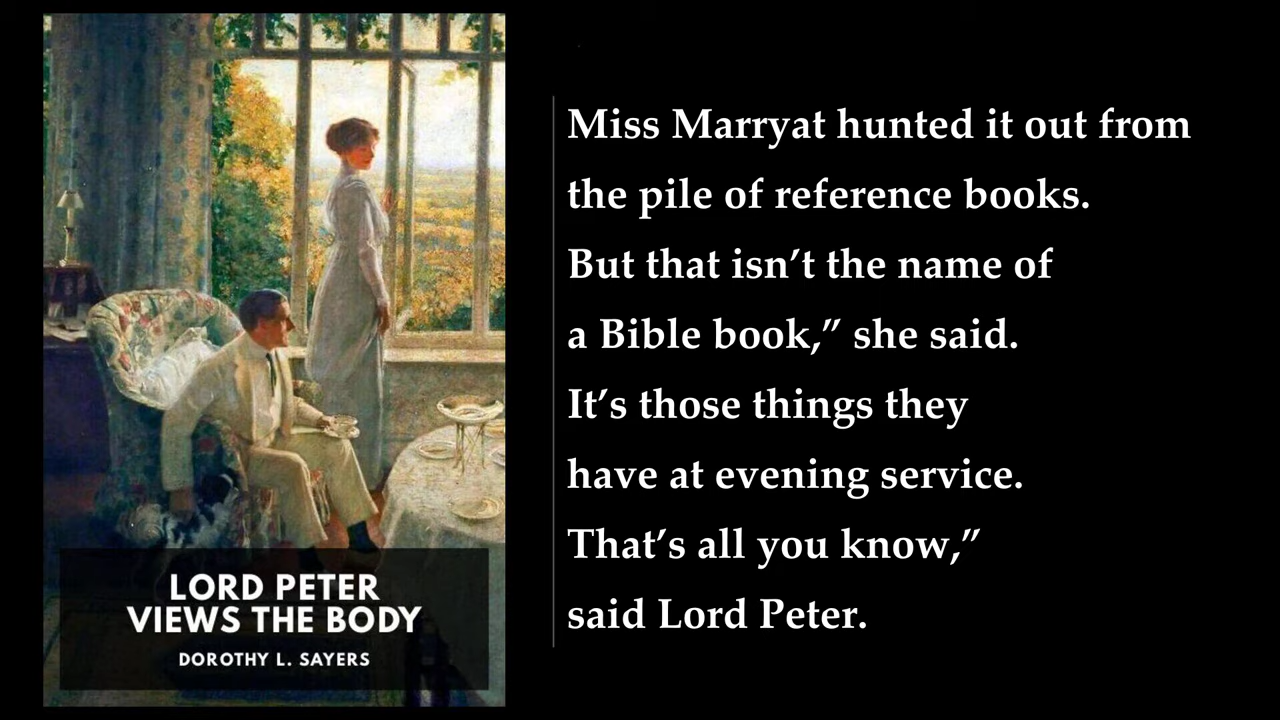 Miss Marryat hunted it out from
the pile of reference books.
But that isn’t the name of
a Bible book,” she said.
It’s those things they
have at evening service.
That’s all you know,”
said Lord Peter.
LORD PETER
VIEWS THE BODY
DOROTHY L. SAYERS